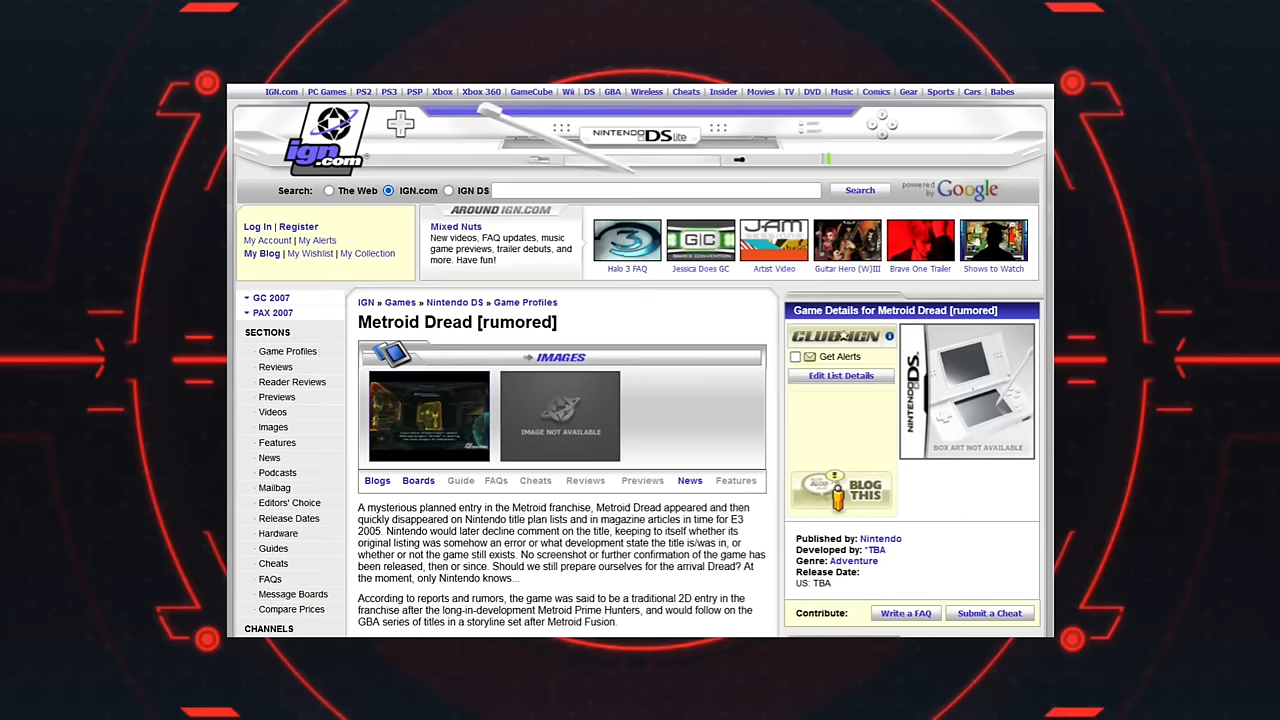 IGN.com | PC Games | PS2 | PS3 | PSP | Xbox | Xbox 360 | GameCube | Wii | DS | GBA | Wireless | Cheats | Insider | Movies | TV | DVD | Music | Comics | Gear | Sports | Cars | Babes
ign.com
NINTENDO DS lite
Search: The Web IGN.com IGN DS Search powered by Google
Log In | Register
My Account | My Alerts
My Blog | My Wishlist | My Collection
AROUND IGN.COM
Mixed Nuts
New videos, FAQ updates, music
game previews, trailer debuts, and
more. Have fun!
3
GC
GAMES CONVENTION
JAM
SESSIONS
Halo 3 FAQ
Jessica Does GC
Artist Video
Guitar Hero (W)III
Brave One Trailer
Shows to Watch
GC 2007
PAX 2007
SECTIONS
Game Profiles
Reviews
Reader Reviews
Previews
Videos
Images
Features
News
Podcasts
Mailbag
Editors' Choice
Release Dates
Hardware
Guides
Cheats
FAQs
Message Boards
Compare Prices
CHANNELS
IGN » Games » Nintendo DS » Game Profiles
Metroid Dread [rumored]
IMAGES
IMAGE NOT AVAILABLE
Blogs Boards Guide FAQs Cheats Reviews Previews News Features
A mysterious planned entry in the Metroid franchise, Metroid Dread appeared and then
quickly disappeared on Nintendo title plan lists and in magazine articles in time for E3
2005. Nintendo would later decline comment on the title, keeping to itself whether its
original listing was somehow an error or what development state the title is/was in, or
whether or not the game still exists. No screenshot or further confirmation of the game has
been released, then or since. Should we still prepare ourselves for the arrival Dread? At
the moment, only Nintendo knows...
According to reports and rumors, the game was said to be a traditional 2D entry in the
franchise after the long-in-development Metroid Prime Hunters, and would follow on the
GBA series of titles in a storyline set after Metroid Fusion.
Game Details for Metroid Dread [rumored]
CLUB IGN
Get Alerts
Edit List Details
NINTENDO DS
BOX ART NOT AVAILABLE
BLOG
THIS
Published by: Nintendo
Developed by: *TBA
Genre: Adventure
Release Date:
US: TBA
Contribute: Write a FAQ Submit a Cheat